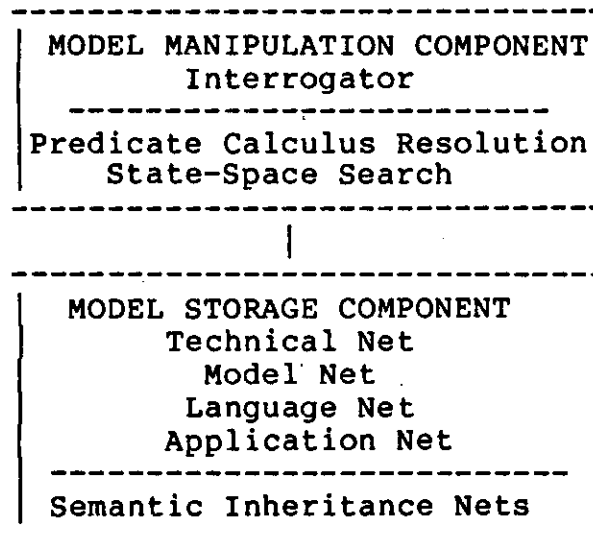 MODEL MANIPULATION COMPONENT
Interrogator
Predicate Calculus Resolution
State-Space Search
MODEL STORAGE COMPONENT
Technical Net
Model Net
Language Net
Application Net
Semantic Inheritance Nets